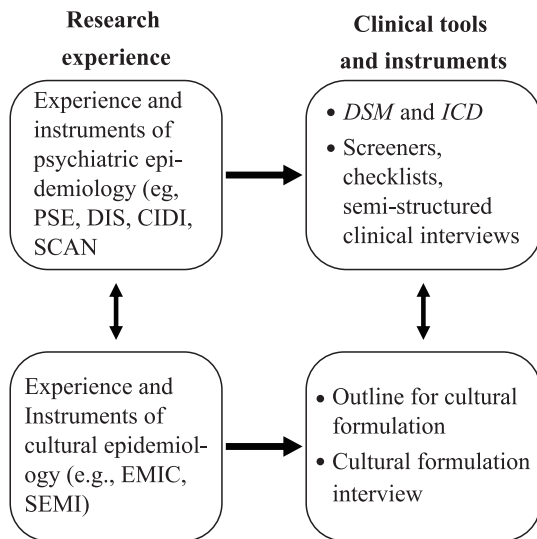 Research
experience
Clinical tools
and instruments
Experience and
instruments of
psychiatric epi-
demiology (eg,
PSE, DIS, CIDI,
SCAN
• DSM and ICD
• Screeners,
checklists,
semi-structured
clinical interviews
Experience and
Instruments of
cultural epidemiol-
ogy (e.g., EMIC,
SEMI)
• Outline for cultural
formulation
• Cultural formulation
interview